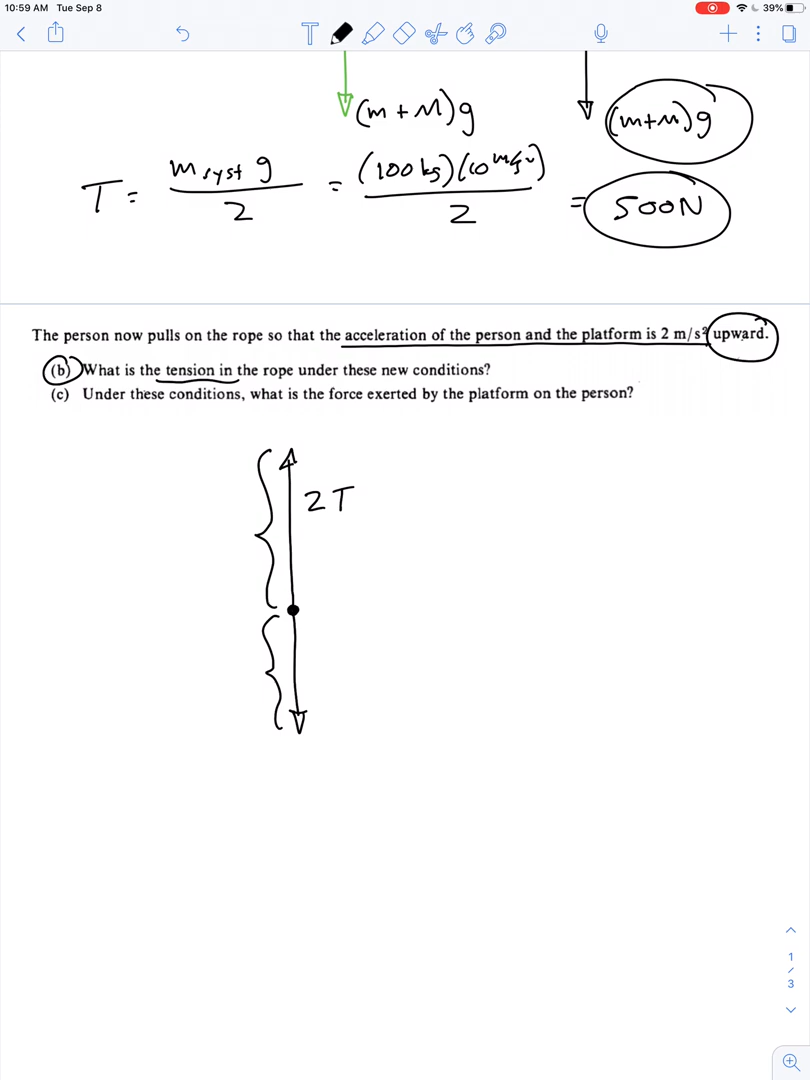 10:59 AM Tue Sep 8
39%
(m + M)g
(m+M)g
T = m syst g / 2 = (100 kg)(10 m/s²) / 2 = 500N
The person now pulls on the rope so that the acceleration of the person and the platform is 2 m/s² upward.
(b) What is the tension in the rope under these new conditions?
(c) Under these conditions, what is the force exerted by the platform on the person?
2T
1
/
3